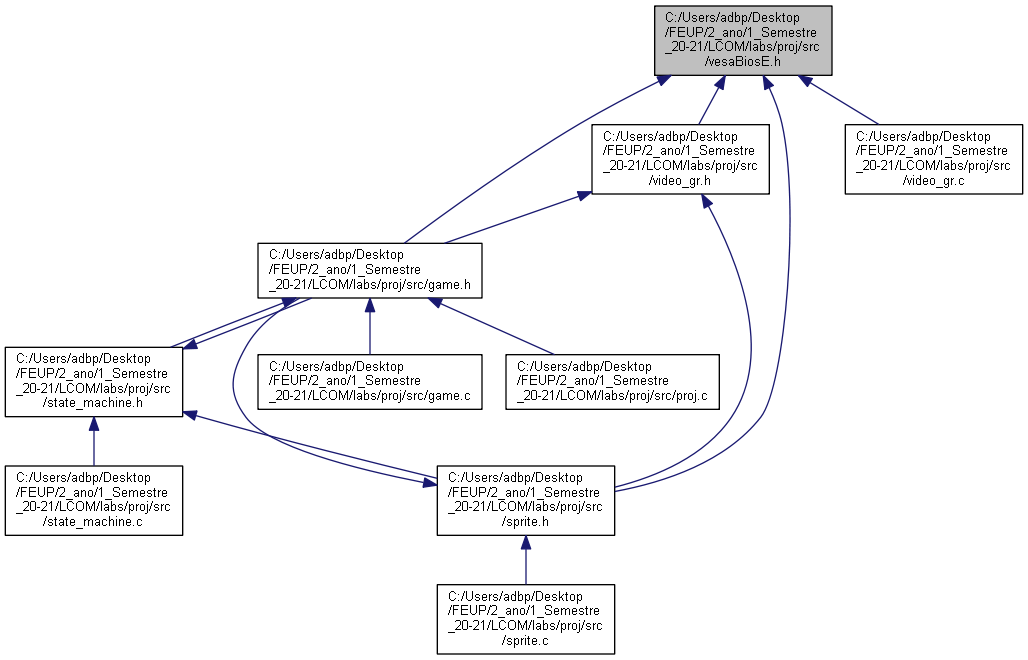 C:/Users/adbp/Desktop
/FEUP/2_ano/1_Semestre
_20-21/LCOM/labs/proj/src
/vesaBiosE.h
C:/Users/adbp/Desktop
/FEUP/2_ano/1_Semestre
_20-21/LCOM/labs/proj/src
/video_gr.h
C:/Users/adbp/Desktop
/FEUP/2_ano/1_Semestre
_20-21/LCOM/labs/proj/src
/video_gr.c
C:/Users/adbp/Desktop
/FEUP/2_ano/1_Semestre
_20-21/LCOM/labs/proj/src/game.h
C:/Users/adbp/Desktop
/FEUP/2_ano/1_Semestre
_20-21/LCOM/labs/proj/src
/state_machine.h
C:/Users/adbp/Desktop
/FEUP/2_ano/1_Semestre
_20-21/LCOM/labs/proj/src/game.c
C:/Users/adbp/Desktop
/FEUP/2_ano/1_Semestre
_20-21/LCOM/labs/proj/src/proj.c
C:/Users/adbp/Desktop
/FEUP/2_ano/1_Semestre
_20-21/LCOM/labs/proj/src
/state_machine.c
C:/Users/adbp/Desktop
/FEUP/2_ano/1_Semestre
_20-21/LCOM/labs/proj/src
/sprite.h
C:/Users/adbp/Desktop
/FEUP/2_ano/1_Semestre
_20-21/LCOM/labs/proj/src
/sprite.c